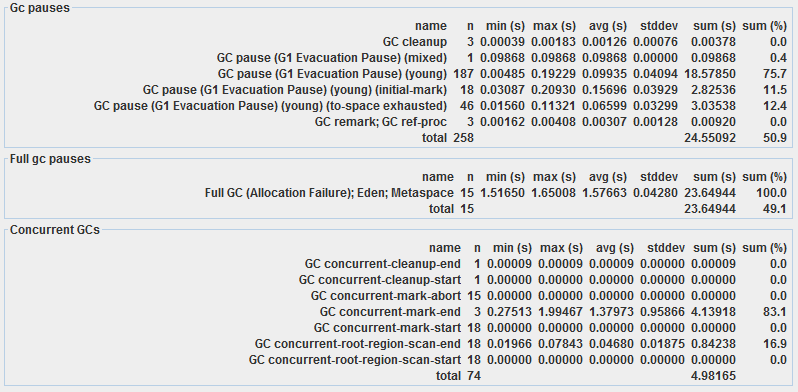 Gc pauses
name n min (s) max (s) avg (s) stddev sum (s) sum (%)
GC cleanup 3 0.00039 0.00183 0.00126 0.00076 0.00378 0.0
GC pause (G1 Evacuation Pause) (mixed) 1 0.09868 0.09868 0.09868 0.00000 0.09868 0.4
GC pause (G1 Evacuation Pause) (young) 187 0.00485 0.19229 0.09935 0.04094 18.57850 75.7
GC pause (G1 Evacuation Pause) (young) (initial-mark) 18 0.03087 0.20930 0.15696 0.03929 2.82536 11.5
GC pause (G1 Evacuation Pause) (young) (to-space exhausted) 46 0.01560 0.11321 0.06599 0.03299 3.03538 12.4
GC remark; GC ref-proc 3 0.00162 0.00408 0.00307 0.00128 0.00920 0.0
total 258 24.55092 50.9
Full gc pauses
name n min (s) max (s) avg (s) stddev sum (s) sum (%)
Full GC (Allocation Failure); Eden; Metaspace 15 1.51650 1.65008 1.57663 0.04280 23.64944 100.0
total 15 23.64944 49.1
Concurrent GCs
name n min (s) max (s) avg (s) stddev sum (s) sum (%)
GC concurrent-cleanup-end 1 0.00009 0.00009 0.00009 0.00000 0.00009 0.0
GC concurrent-cleanup-start 1 0.00000 0.00000 0.00000 0.00000 0.00000 0.0
GC concurrent-mark-abort 15 0.00000 0.00000 0.00000 0.00000 0.00000 0.0
GC concurrent-mark-end 3 0.27513 1.99467 1.37973 0.95866 4.13918 83.1
GC concurrent-mark-start 18 0.00000 0.00000 0.00000 0.00000 0.00000 0.0
GC concurrent-root-region-scan-end 18 0.01966 0.07843 0.04680 0.01875 0.84238 16.9
GC concurrent-root-region-scan-start 18 0.00000 0.00000 0.00000 0.00000 0.00000 0.0
total 74 4.98165